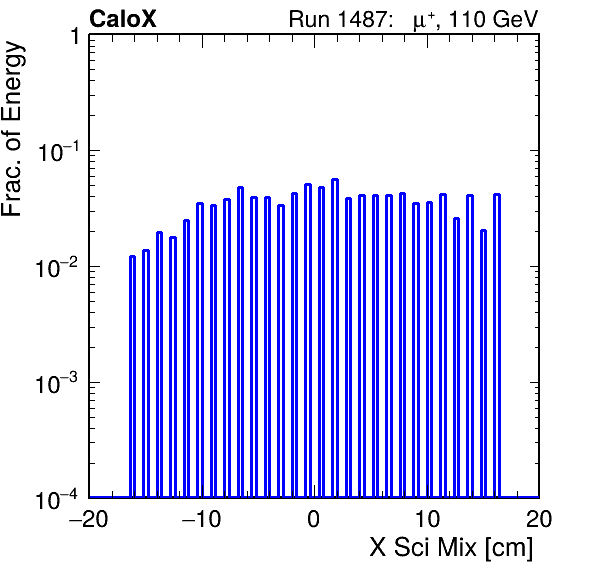 CaloX Run 1487: μ⁺, 110 GeV
Frac. of Energy
1
10⁻¹
10⁻²
10⁻³
10⁻⁴
−20 −10 0 10 20
X Sci Mix [cm]